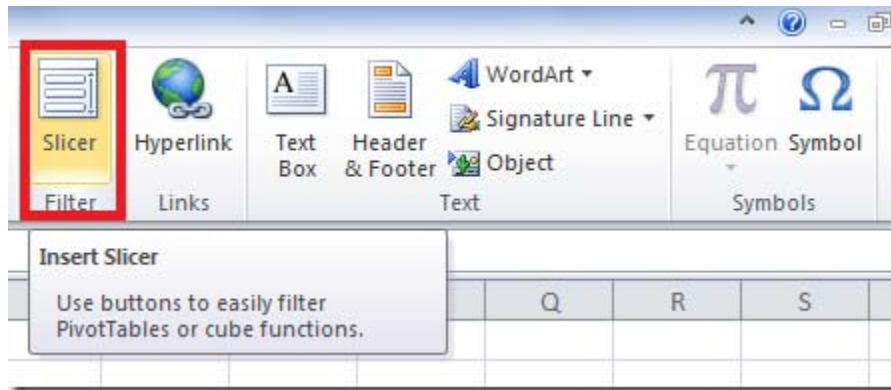 WordArt
A
Signature Line
Slicer Hyperlink Text Box Header & Footer Object Equation Symbol
π Ω
Filter Links Text Symbols
Insert Slicer
Use buttons to easily filter
PivotTables or cube functions.
Q R S